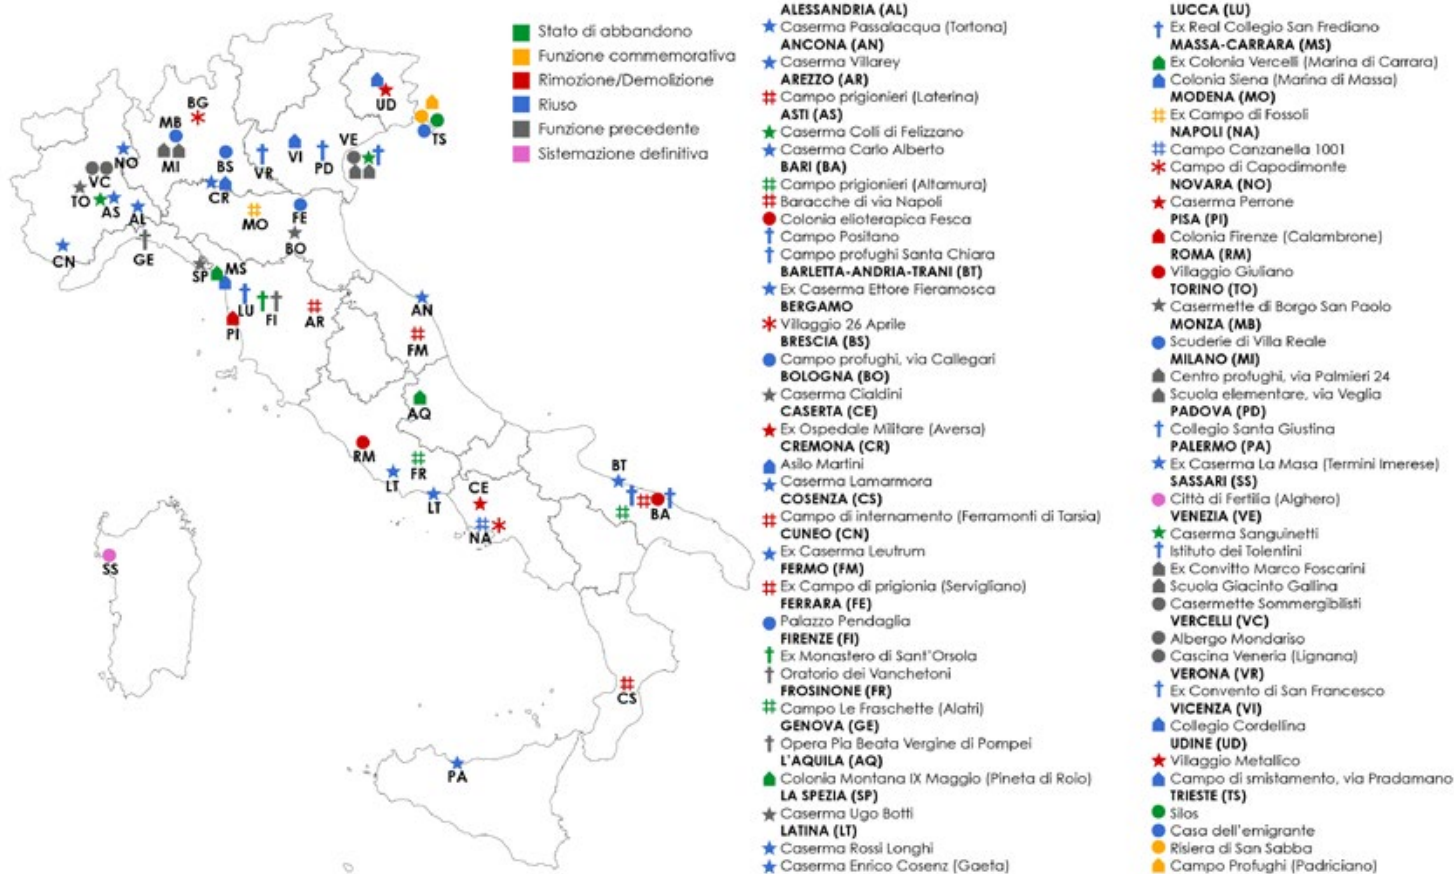 Stato di abbandono
Funzione commemorativa
Rimozione/Demolizione
Riuso
Funzione precedente
Sistemazione definitiva
UD
TS
BG
MB
MI
NO
VC
TO
AS
AL
CN
GE
BS
CR
VR
VI
PD
VE
MO
FE
BO
SP
MS
LU
FI
PI
AR
AN
FM
AQ
RM
FR
LT
LT
CE
NA
BT
BA
SS
CS
PA
ALESSANDRIA (AL)
Caserma Passalacqua (Tortona)
ANCONA (AN)
Caserma Villarey
AREZZO (AR)
Campo prigionieri (Laterina)
ASTI (AS)
Caserma Colli di Felizzano
Caserma Carlo Alberto
BARI (BA)
Campo prigionieri (Altamura)
Baracche di via Napoli
Colonia elioterapica Fesca
Campo Positano
Campo profughi Santa Chiara
BARLETTA-ANDRIA-TRANI (BT)
Ex Caserma Ettore Fieramosca
BERGAMO
Villaggio 26 Aprile
BRESCIA (BS)
Campo profughi, via Callegari
BOLOGNA (BO)
Caserma Cialdini
CASERTA (CE)
Ex Ospedale Militare (Aversa)
CREMONA (CR)
Asilo Martini
Caserma Lamarmora
COSENZA (CS)
Campo di internamento (Ferramonti di Tarsia)
CUNEO (CN)
Ex Caserma Leutrum
FERMO (FM)
Ex Campo di prigionia (Servigliano)
FERRARA (FE)
Palazzo Pendaglia
FIRENZE (FI)
Ex Monastero di Sant'Orsola
Oratorio dei Vanchetoni
FROSINONE (FR)
Campo Le Fraschette (Alatri)
GENOVA (GE)
Opera Pia Beata Vergine di Pompei
L'AQUILA (AQ)
Colonia Montana IX Maggio (Pineta di Roio)
LA SPEZIA (SP)
Caserma Ugo Botti
LATINA (LT)
Caserma Rossi Longhi
Caserma Enrico Cosenz (Gaeta)
LUCCA (LU)
Ex Real Collegio San Frediano
MASSA-CARRARA (MS)
Ex Colonia Vercelli (Marina di Carrara)
Colonia Siena (Marina di Massa)
MODENA (MO)
Ex Campo di Fossoli
NAPOLI (NA)
Campo Canzanella 1001
Campo di Capodimonte
NOVARA (NO)
Caserma Perrone
PISA (PI)
Colonia Firenze (Calambrone)
ROMA (RM)
Villaggio Giuliano
TORINO (TO)
Casermette di Borgo San Paolo
MONZA (MB)
Scuderie di Villa Reale
MILANO (MI)
Centro profughi, via Palmieri 24
Scuola elementare, via Veglia
PADOVA (PD)
Collegio Santa Giustina
PALERMO (PA)
Ex Caserma La Masa (Termini Imerese)
SASSARI (SS)
Città di Fertilia (Alghero)
VENEZIA (VE)
Caserma Sanguinetti
Istituto dei Tolentini
Ex Convitto Marco Foscarini
Scuola Giacinto Gallina
Casermette Sommergibilisti
VERCELLI (VC)
Albergo Mondariso
Cascina Veneria (Lignana)
VERONA (VR)
Ex Convento di San Francesco
VICENZA (VI)
Collegio Cordellina
UDINE (UD)
Villaggio Metallico
Campo di smistamento, via Pradamano
TRIESTE (TS)
Silos
Casa dell'emigrante
Risiera di San Sabba
Campo Profughi (Padriciano)